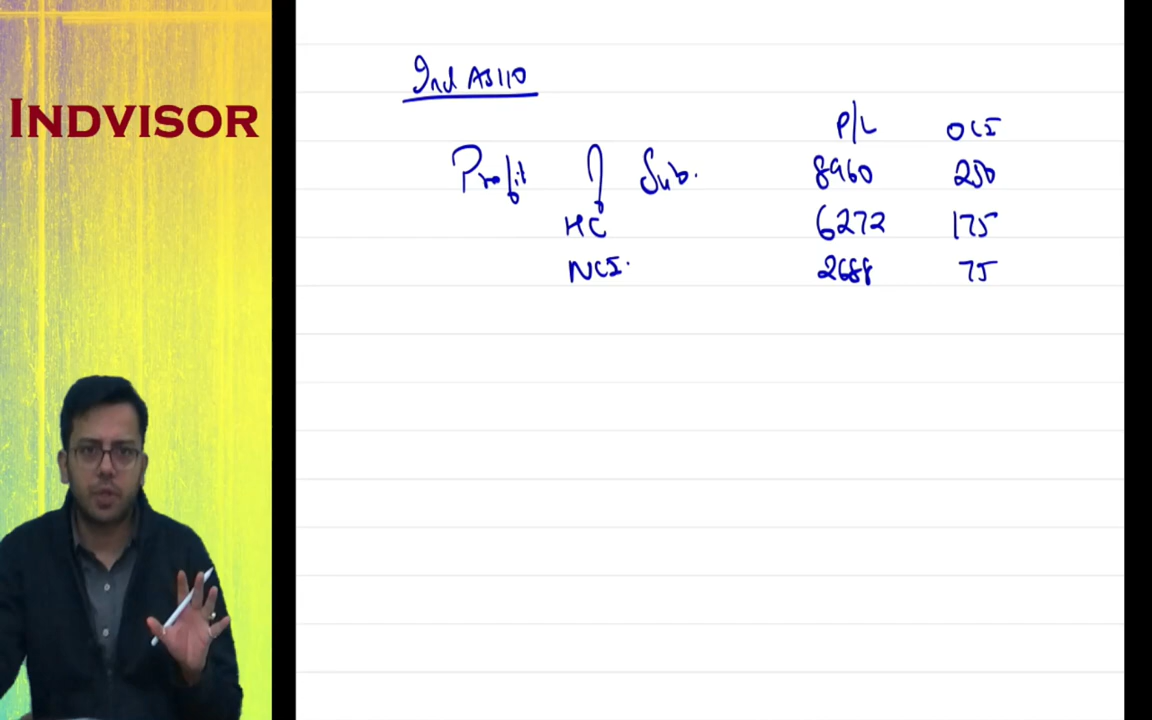 INDVISOR
Ind AS 110
P/L OCI
Profit of Sub. 8960 250
HC 6272 175
NCI. 2688 75